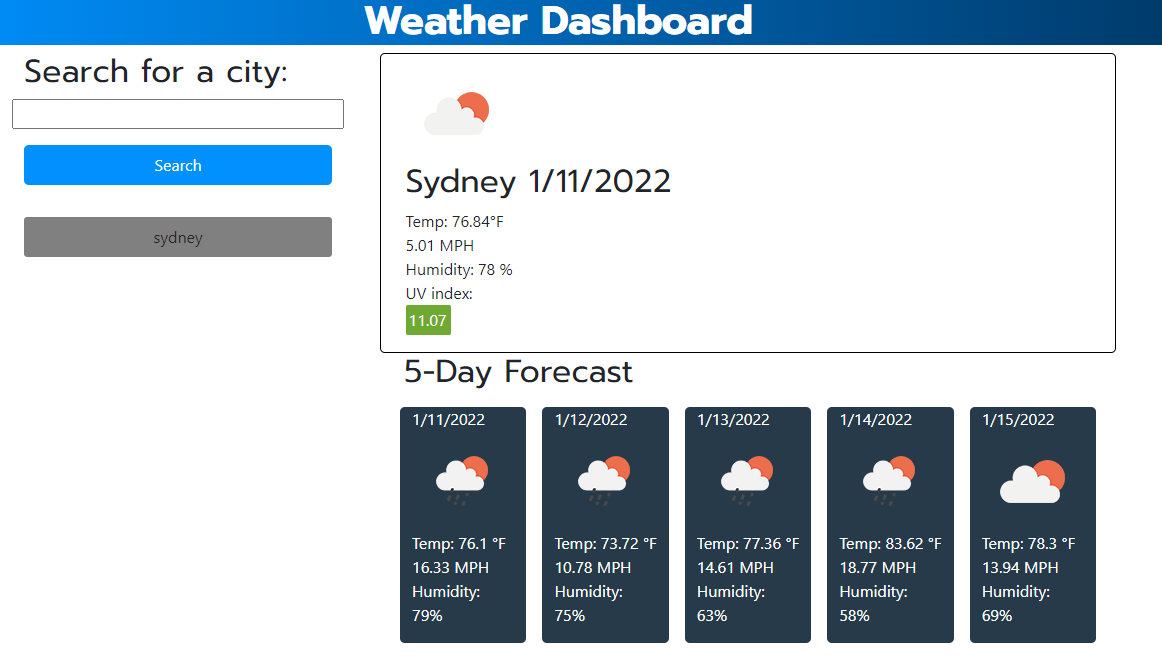 Weather Dashboard
Search for a city:
Search
sydney
Sydney 1/11/2022
Temp: 76.84°F
5.01 MPH
Humidity: 78 %
UV index:
11.07
5-Day Forecast
1/11/2022
Temp: 76.1 °F
16.33 MPH
Humidity:
79%
1/12/2022
Temp: 73.72 °F
10.78 MPH
Humidity:
75%
1/13/2022
Temp: 77.36 °F
14.61 MPH
Humidity:
63%
1/14/2022
Temp: 83.62 °F
18.77 MPH
Humidity:
58%
1/15/2022
Temp: 78.3 °F
13.94 MPH
Humidity:
69%